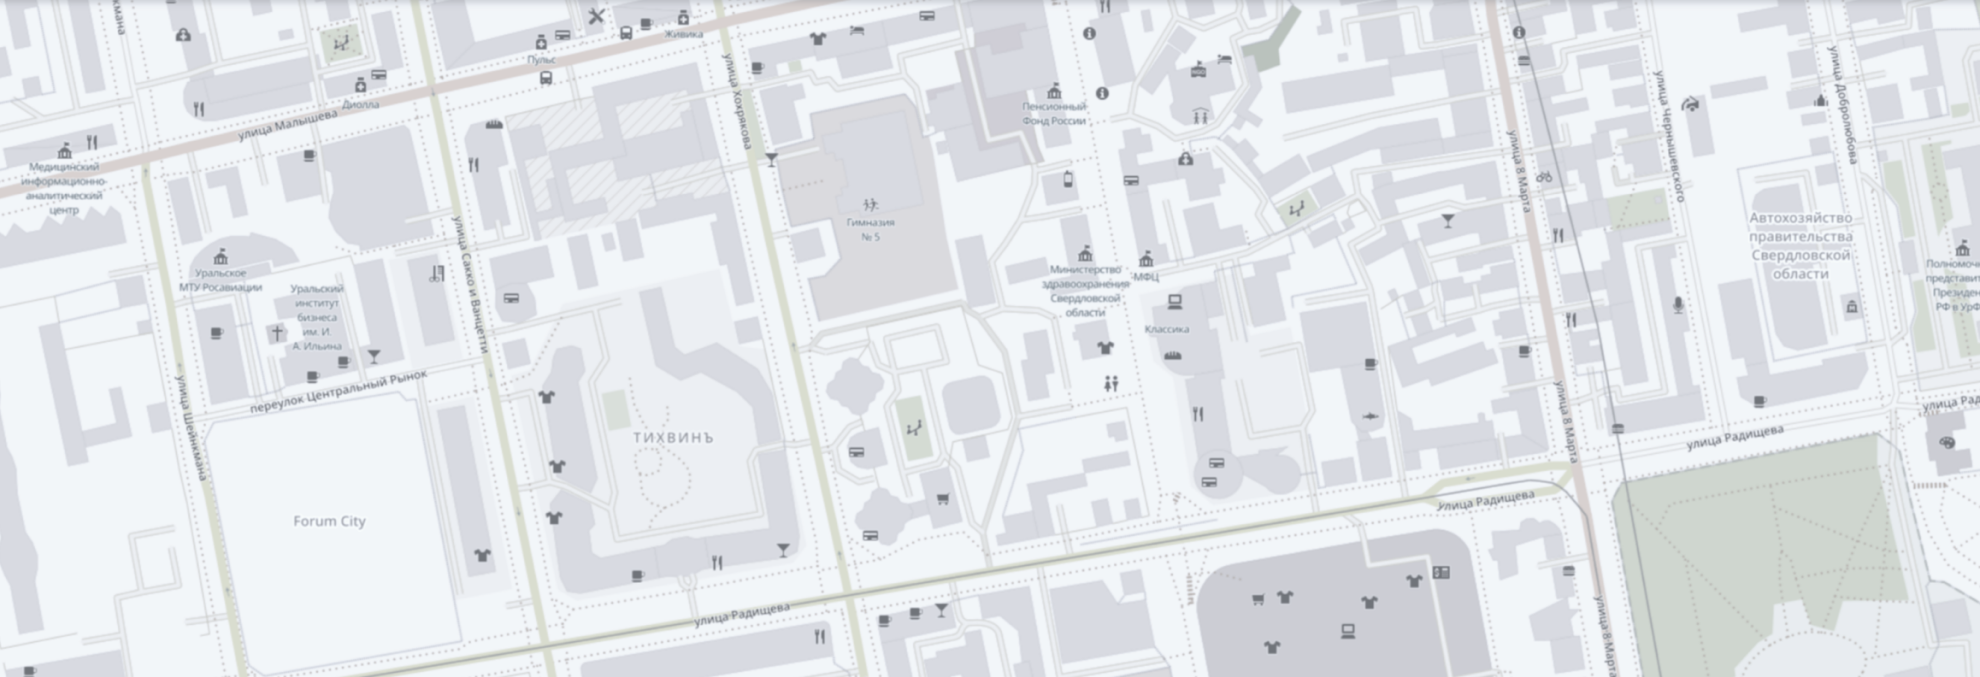 Живика
Пульс
Диолла
улица Малышева
улица Хохрякова
Пенсионный
Фонд России
улица 8 Марта
улица Чернышевского
улица Добролюбова
Медицинский
информационно-
аналитический
центр
Гимназия
№ 5
улица Сакко и Ванцетти
Автохозяйство
правительства
Свердловской
области
Уральское
МТУ Росавиации
Уральский
институт
бизнеса
им. И.
А. Ильина
Министерство
здравоохранения
Свердловской
области
МФЦ
Классика
переулок Центральный Рынок
улица Шейнкмана
ТИХВИНЪ
улица 8 Марта
улица Радищева
Forum City
улица Радищева
улица Радищева
улица 8 Марта